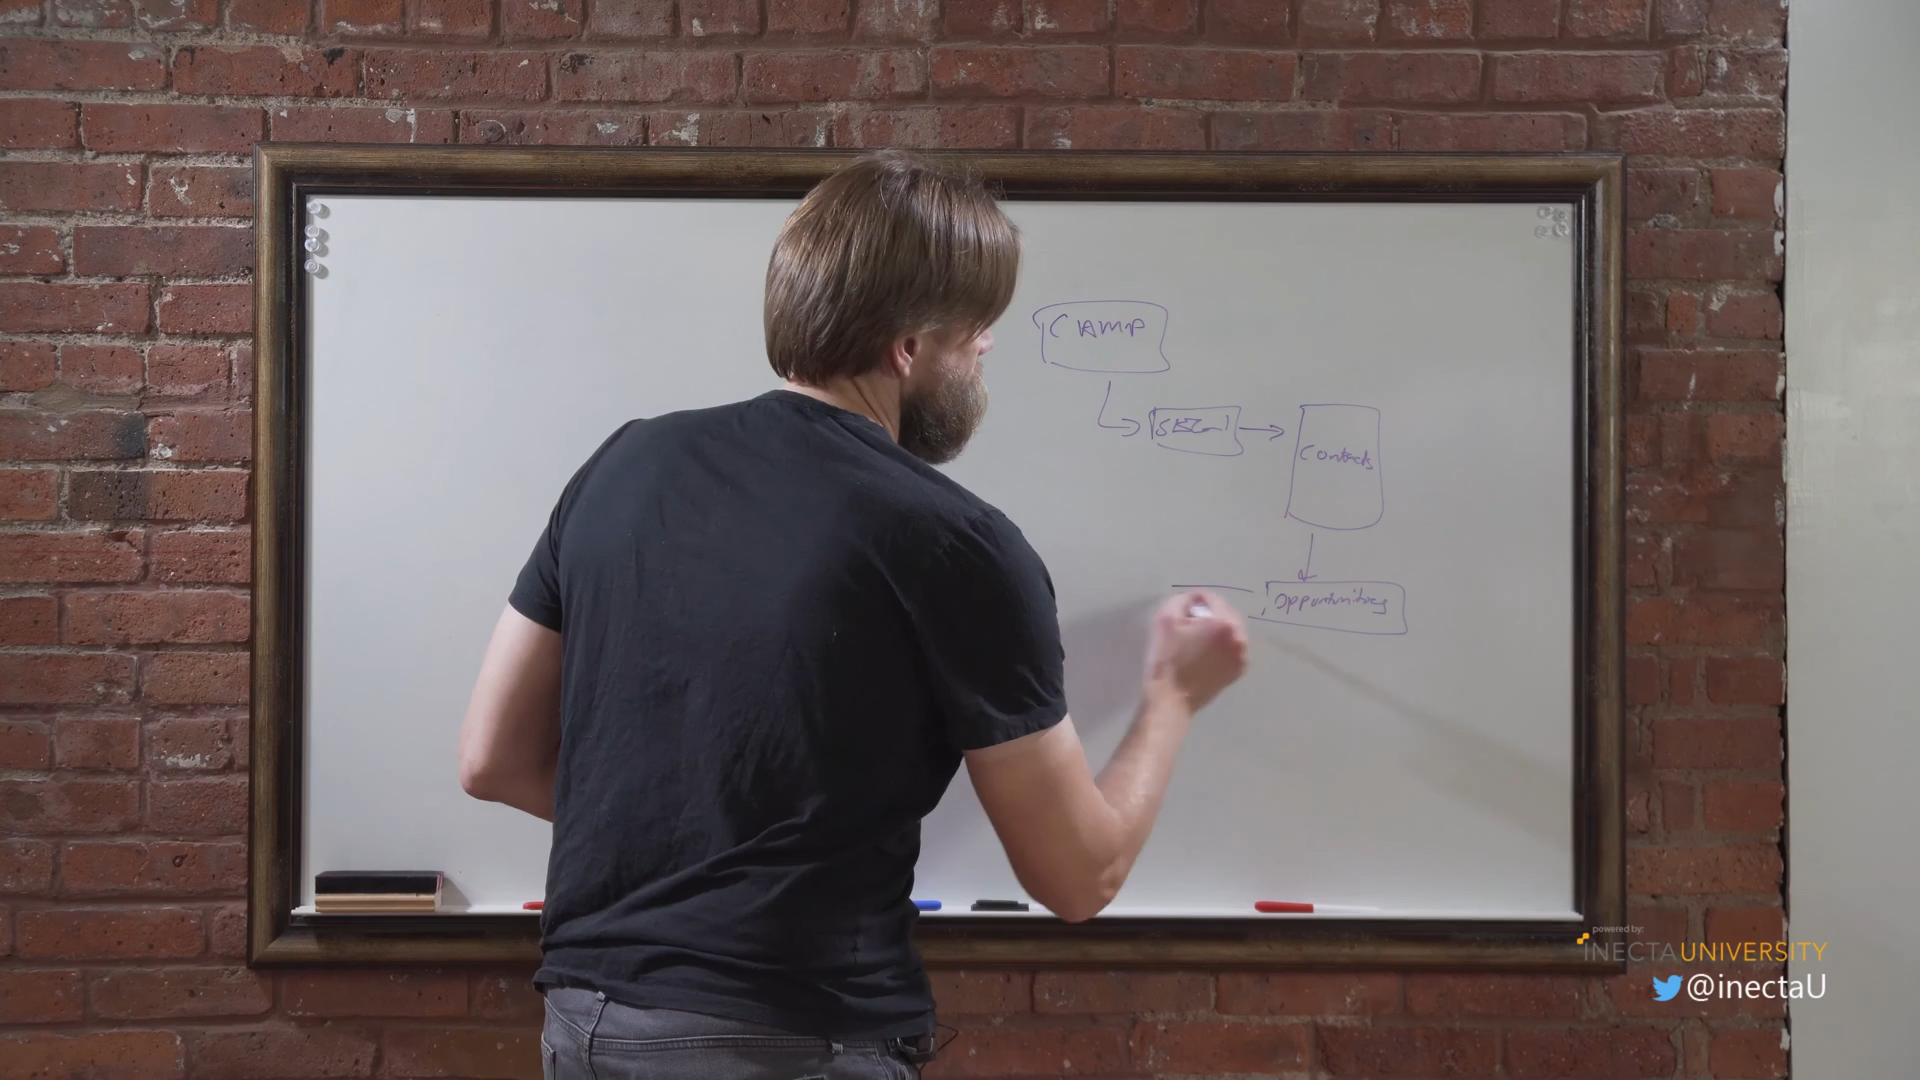 CAMP
Contacts
opportunities
powered by:
INECTAUNIVERSITY
@inectaU